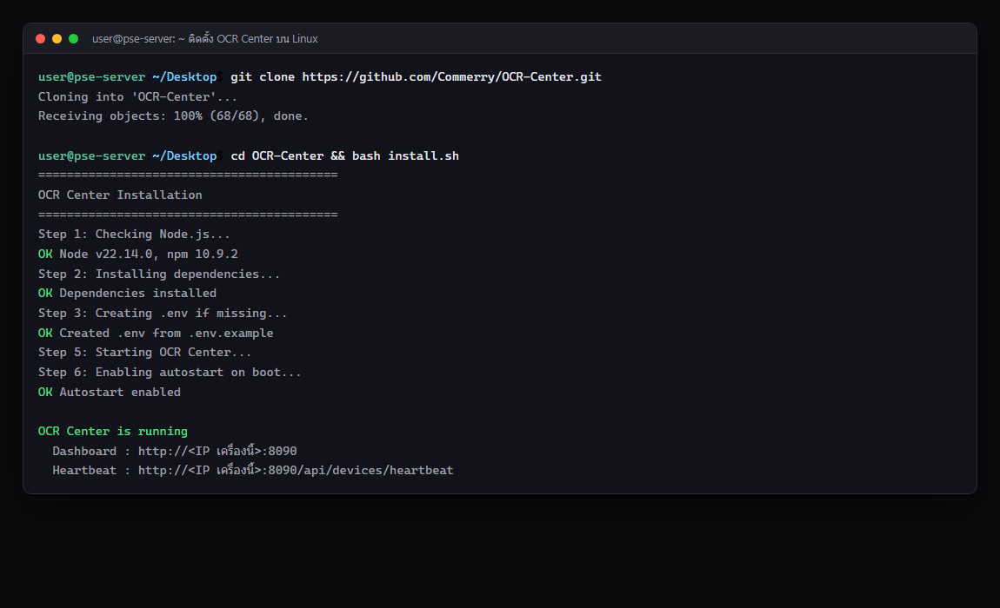 user@pse-server: ~ ติดตั้ง OCR Center บน Linux
user@pse-server ~/Desktop$ git clone https://github.com/Commerry/OCR-Center.git
Cloning into 'OCR-Center'...
Receiving objects: 100% (68/68), done.
user@pse-server ~/Desktop$ cd OCR-Center && bash install.sh
==========================================
OCR Center Installation
==========================================
Step 1: Checking Node.js...
OK Node v22.14.0, npm 10.9.2
Step 2: Installing dependencies...
OK Dependencies installed
Step 3: Creating .env if missing...
OK Created .env from .env.example
Step 5: Starting OCR Center...
Step 6: Enabling autostart on boot...
OK Autostart enabled
OCR Center is running
Dashboard : http://<IP เครื่องนี้>:8090
Heartbeat : http://<IP เครื่องนี้>:8090/api/devices/heartbeat